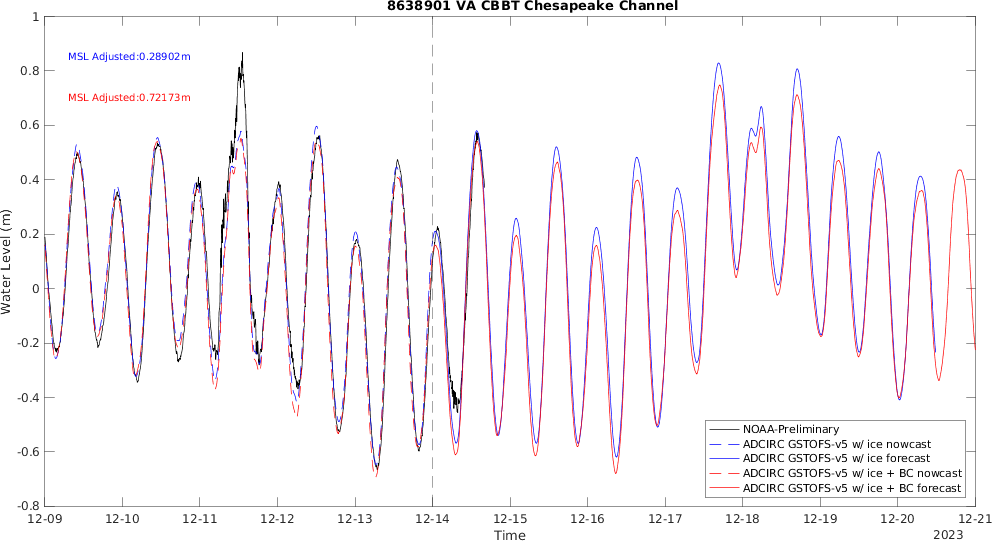 8638901 VA CBBT Chesapeake Channel
1
0.8
0.6
0.4
0.2
0
-0.2
-0.4
-0.6
-0.8
Water Level (m)
MSL Adjusted:0.28902m
MSL Adjusted:0.72173m
NOAA-Preliminary
ADCIRC GSTOFS-v5 w/ ice nowcast
ADCIRC GSTOFS-v5 w/ ice forecast
ADCIRC GSTOFS-v5 w/ ice + BC nowcast
ADCIRC GSTOFS-v5 w/ ice + BC forecast
12-09 12-10 12-11 12-12 12-13 12-14 12-15 12-16 12-17 12-18 12-19 12-20 12-21
Time
2023